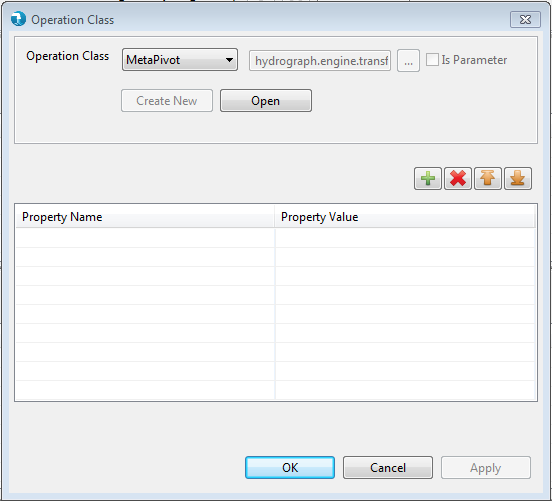 Operation Class
Operation Class MetaPivot hydrograph.engine.transf ... Is Parameter
Create New Open
Property Name Property Value
OK Cancel Apply